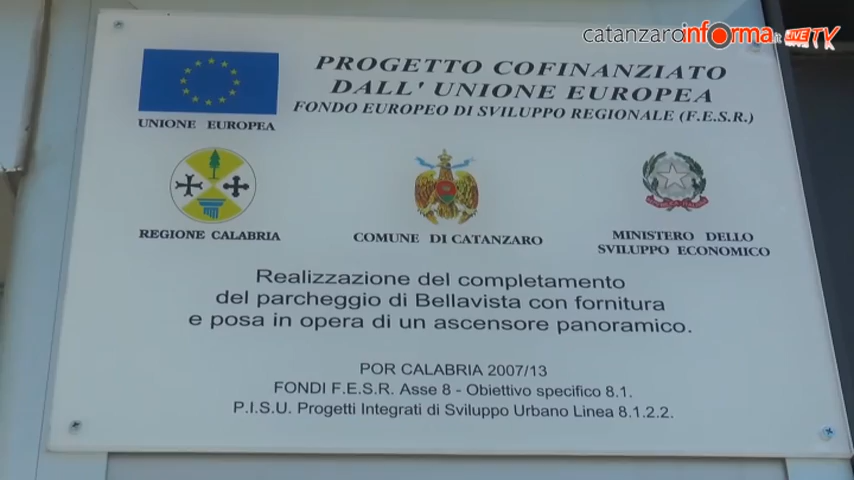 catanzaroinforma.it LIVE TV
PROGETTO COFINANZIATO
DALL' UNIONE EUROPEA
FONDO EUROPEO DI SVILUPPO REGIONALE (F.E.S.R.)
UNIONE EUROPEA
REGIONE CALABRIA
COMUNE DI CATANZARO
MINISTERO DELLO
SVILUPPO ECONOMICO
Realizzazione del completamento
del parcheggio di Bellavista con fornitura
e posa in opera di un ascensore panoramico.
POR CALABRIA 2007/13
FONDI F.E.S.R. Asse 8 - Obiettivo specifico 8.1.
P.I.S.U. Progetti Integrati di Sviluppo Urbano Linea 8.1.2.2.